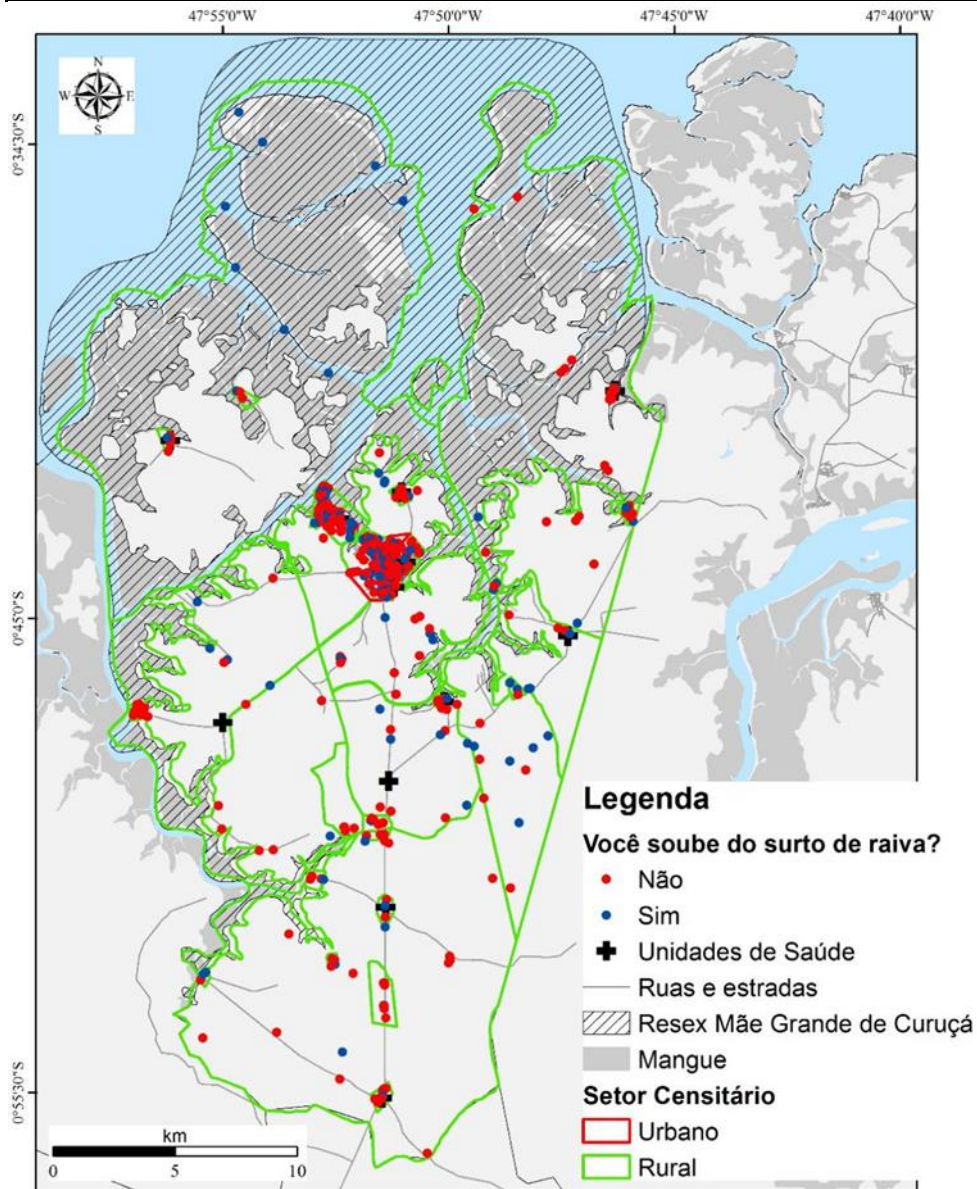 47°55'0"W 47°50'0"W 47°45'0"W 47°40'0"W
N
W E
S
0°34'30"S
0°45'0"S
0°55'30"S
Legenda
Você soube do surto de raiva?
Não
Sim
Unidades de Saúde
Ruas e estradas
Resex Mãe Grande de Curuçá
Mangue
Setor Censitário
Urbano
Rural
km
0 5 10